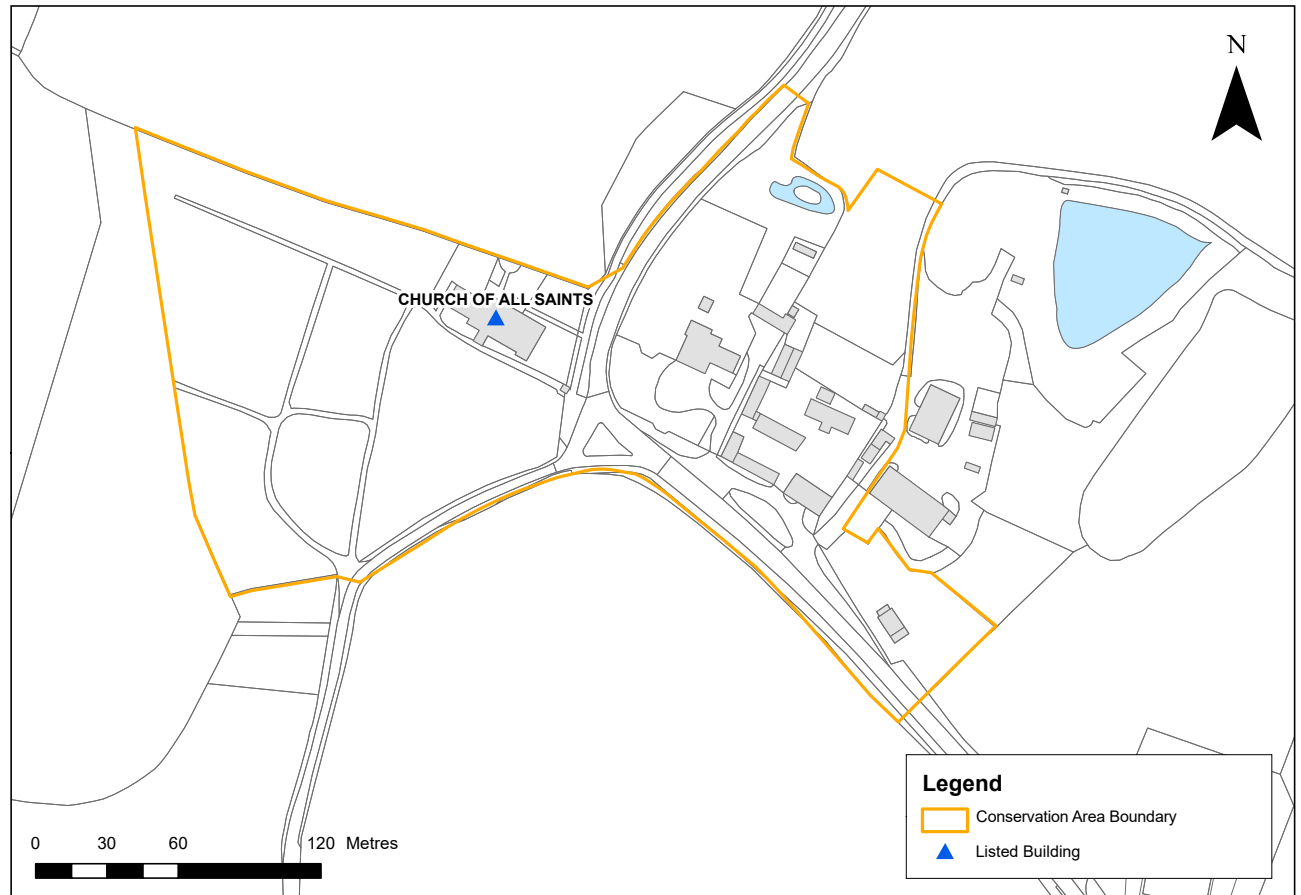 N
CHURCH OF ALL SAINTS
Legend
Conservation Area Boundary
Listed Building
0 30 60 120 Metres